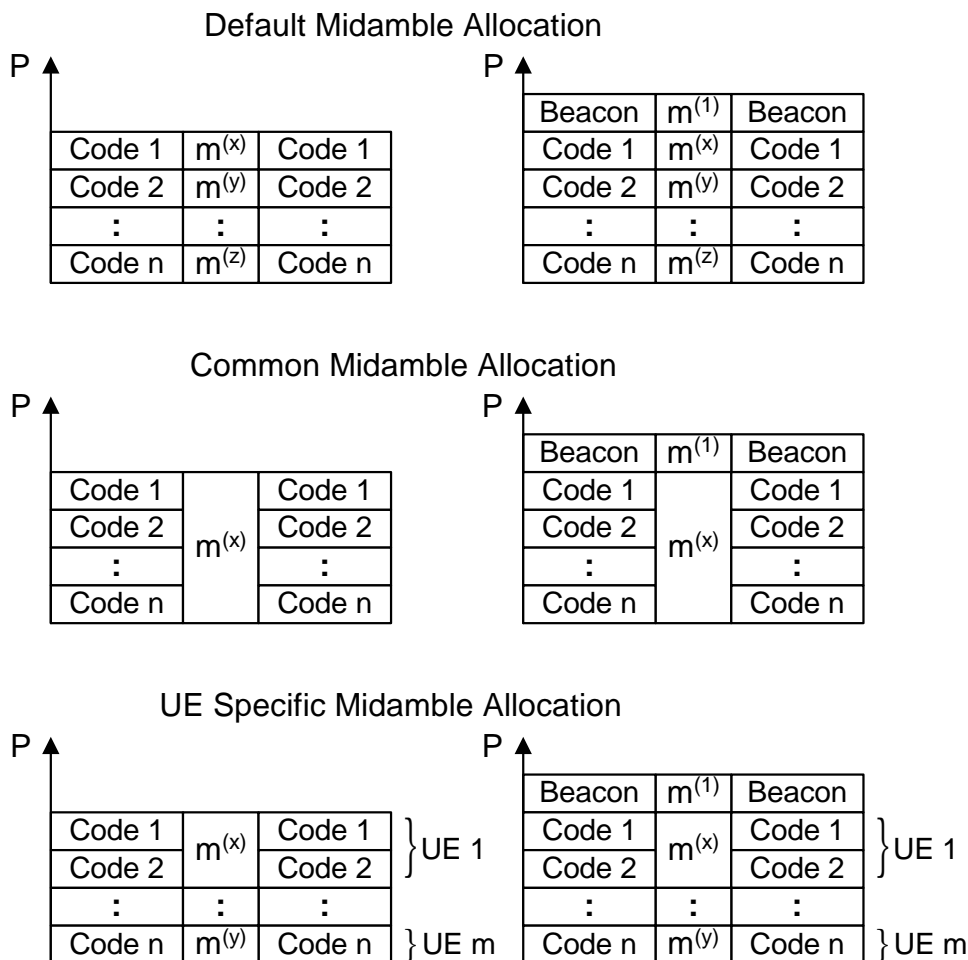 Default Midamble Allocation
P
Code 1 m(x) Code 1
Code 2 m(y) Code 2
: : :
Code n m(z) Code n
P
Beacon m(1) Beacon
Code 1 m(x) Code 1
Code 2 m(y) Code 2
: : :
Code n m(z) Code n
Common Midamble Allocation
P
Code 1 Code 1
Code 2 Code 2
m(x)
: :
Code n Code n
P
Beacon m(1) Beacon
Code 1 Code 1
Code 2 Code 2
m(x)
: :
Code n Code n
UE Specific Midamble Allocation
P
Code 1 m(x) Code 1
Code 2 Code 2
} UE 1
: : :
Code n m(y) Code n } UE m
P
Beacon m(1) Beacon
Code 1 m(x) Code 1
Code 2 Code 2
} UE 1
: : :
Code n m(y) Code n } UE m